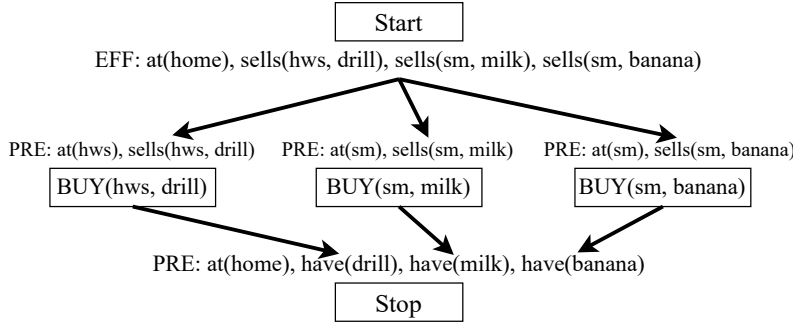 Start
EFF: at(home), sells(hws, drill), sells(sm, milk), sells(sm, banana)
PRE: at(hws), sells(hws, drill) PRE: at(sm), sells(sm, milk) PRE: at(sm), sells(sm, banana)
BUY(hws, drill) BUY(sm, milk) BUY(sm, banana)
PRE: at(home), have(drill), have(milk), have(banana)
Stop